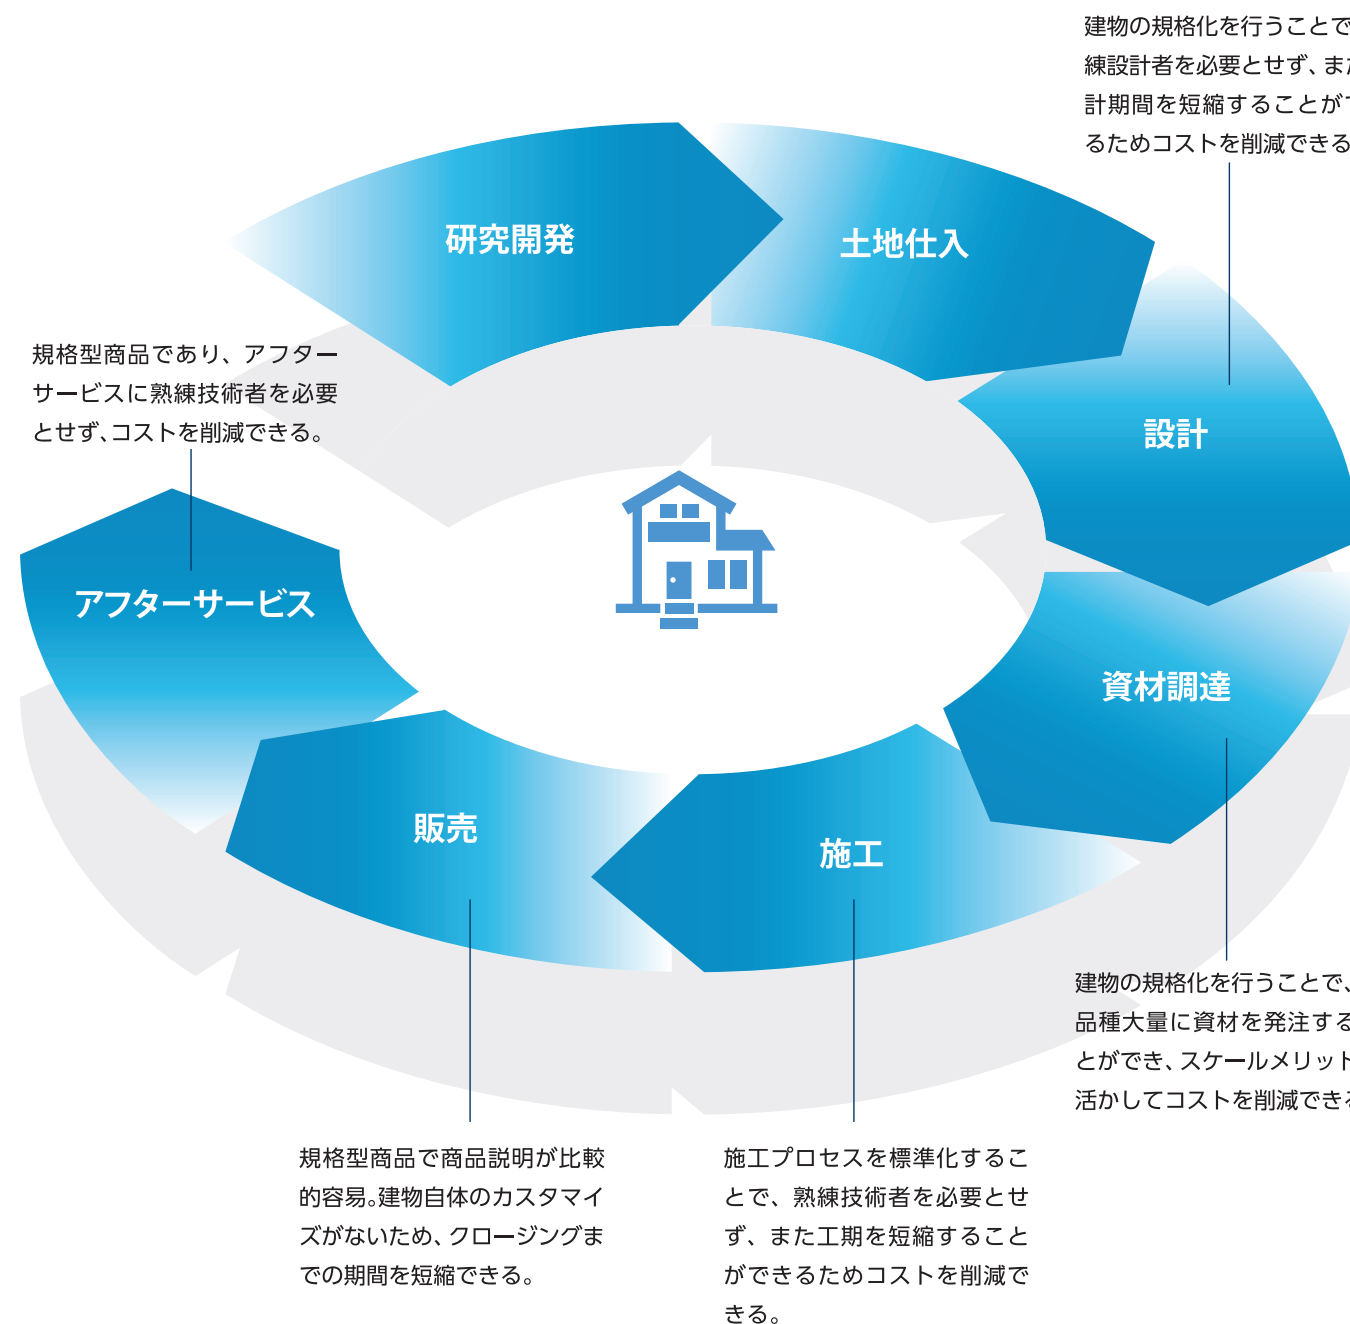 建物の規格化を行うことで
練設計者を必要とせず、また
計期間を短縮することがで
るためコストを削減できる
研究開発
土地仕入
規格型商品であり、アフター
サービスに熟練技術者を必要
とせず、コストを削減できる。
設計
アフターサービス
資材調達
販売
施工
建物の規格化を行うことで、
品種大量に資材を発注する
とができ、スケールメリット
活かしてコストを削減できる
規格型商品で商品説明が比較
的容易。建物自体のカスタマイ
ズがないため、クロージングま
での期間を短縮できる。
施工プロセスを標準化するこ
とで、熟練技術者を必要とせ
ず、また工期を短縮すること
ができるためコストを削減で
きる。